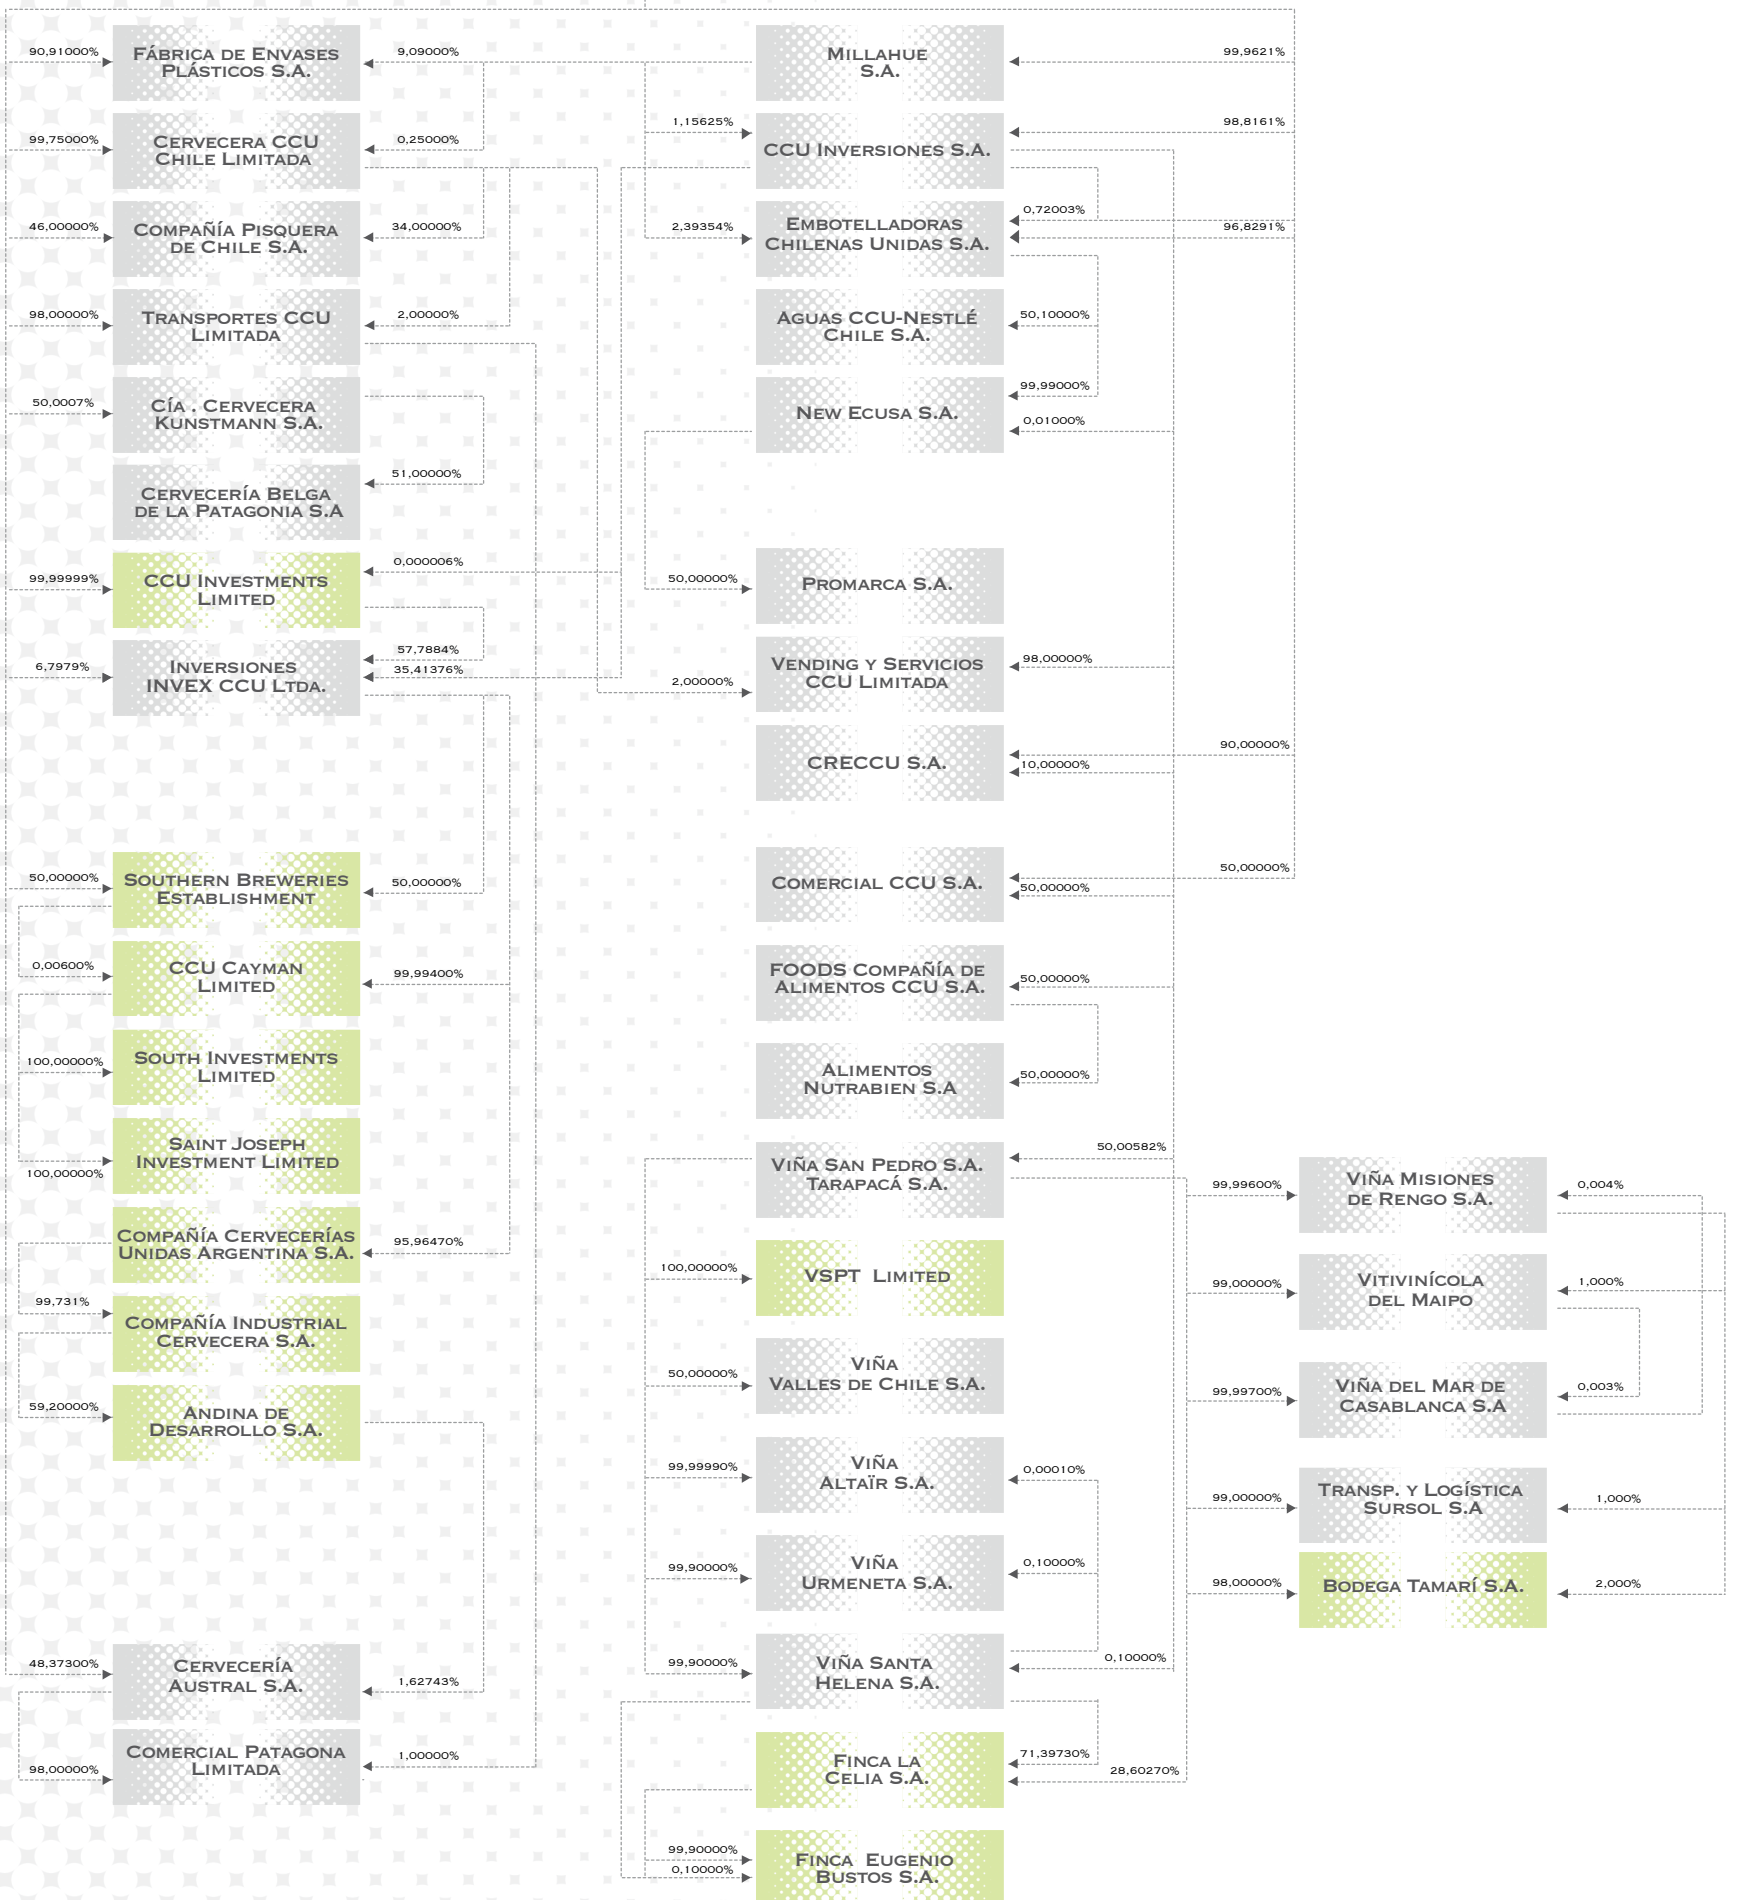 90,91000%
FÁBRICA DE ENVASES
PLÁSTICOS S.A.
9,09000%
MILLAHUE
S.A.
99,9621%
99,75000%
CERVECERA CCU
CHILE LIMITADA
0,25000%
1,15625%
CCU INVERSIONES S.A.
98,8161%
46,00000%
COMPAÑÍA PISQUERA
DE CHILE S.A.
34,00000%
2,39354%
EMBOTELLADORAS
CHILENAS UNIDAS S.A.
0,72003%
96,8291%
98,00000%
TRANSPORTES CCU
LIMITADA
2,00000%
AGUAS CCU-NESTLÉ
CHILE S.A.
50,10000%
50,0007%
CÍA . CERVECERA
KUNSTMANN S.A.
NEW ECUSA S.A.
99,99000%
0,01000%
CERVECERÍA BELGA
DE LA PATAGONIA S.A
51,00000%
99,99999%
CCU INVESTMENTS
LIMITED
0,000006%
50,00000%
PROMARCA S.A.
6,7979%
INVERSIONES
INVEX CCU LTDA.
57,7884%
35,41376%
2,00000%
VENDING Y SERVICIOS
CCU LIMITADA
98,00000%
CRECCU S.A.
90,00000%
10,00000%
50,00000%
SOUTHERN BREWERIES
ESTABLISHMENT
50,00000%
COMERCIAL CCU S.A.
50,00000%
50,00000%
0,00600%
CCU CAYMAN
LIMITED
99,99400%
FOODS COMPAÑÍA DE
ALIMENTOS CCU S.A.
50,00000%
100,00000%
SOUTH INVESTMENTS
LIMITED
ALIMENTOS
NUTRABIEN S.A
50,00000%
100,00000%
SAINT JOSEPH
INVESTMENT LIMITED
VIÑA SAN PEDRO S.A.
TARAPACÁ S.A.
50,00582%
99,99600%
VIÑA MISIONES
DE RENGO S.A.
0,004%
COMPAÑÍA CERVECERÍAS
UNIDAS ARGENTINA S.A.
95,96470%
100,00000%
VSPT LIMITED
99,00000%
VITIVINÍCOLA
DEL MAIPO
1,000%
99,731%
COMPAÑÍA INDUSTRIAL
CERVECERA S.A.
50,00000%
VIÑA
VALLES DE CHILE S.A.
99,99700%
VIÑA DEL MAR DE
CASABLANCA S.A
0,003%
59,20000%
ANDINA DE
DESARROLLO S.A.
99,99990%
VIÑA
ALTAÏR S.A.
0,00010%
99,00000%
TRANSP. Y LOGÍSTICA
SURSOL S.A
1,000%
99,90000%
VIÑA
URMENETA S.A.
0,10000%
98,00000%
BODEGA TAMARÍ S.A.
2,000%
48,37300%
CERVECERÍA
AUSTRAL S.A.
1,62743%
99,90000%
VIÑA SANTA
HELENA S.A.
0,10000%
98,00000%
COMERCIAL PATAGONA
LIMITADA
1,00000%
FINCA LA
CELIA S.A.
71,39730%
28,60270%
99,90000%
0,10000%
FINCA EUGENIO
BUSTOS S.A.